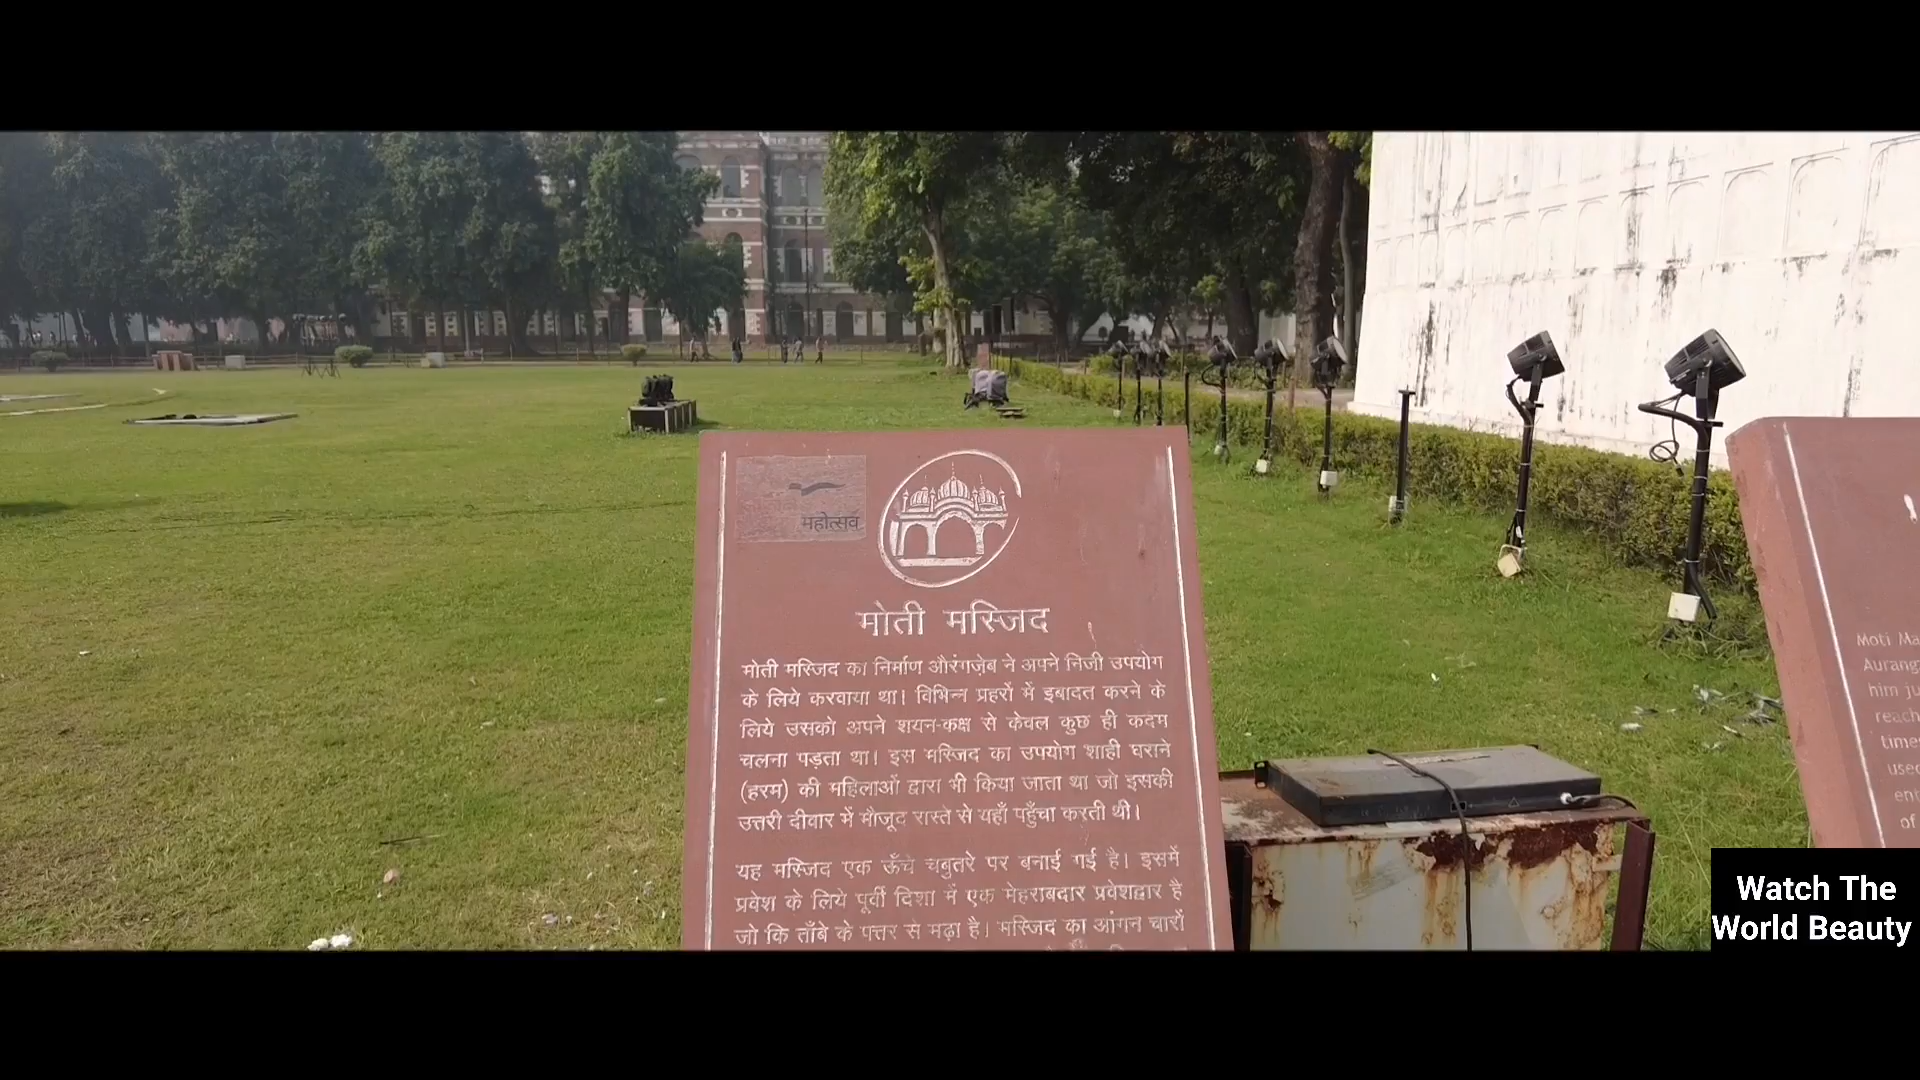 महोत्सव
मोती मस्जिद
मोती मस्जिद का निर्माण औरंगज़ेब ने अपने निजी उपयोग
के लिये करवाया था। विभिन्न प्रहरों में इबादत करने के
लिये उसको अपने शयन-कक्ष से केवल कुछ ही कदम
चलना पड़ता था। इस मस्जिद का उपयोग शाही घराने
(हरम) की महिलाओं द्वारा भी किया जाता था जो इसकी
उत्तरी दीवार में मौजूद रास्ते से यहाँ पहुँचा करती थी।
यह मस्जिद एक ऊँचे चबुतरे पर बनाई गई है। इसमें
प्रवेश के लिये पूर्वी दिशा में एक मेहराबदार प्रवेशद्वार है
जो कि ताँबे के पत्तर से मढ़ा है। मस्जिद का आंगन चारों
Moti Ma
Aurang
him ju
reach
time
used
en
of
Watch The
World Beauty